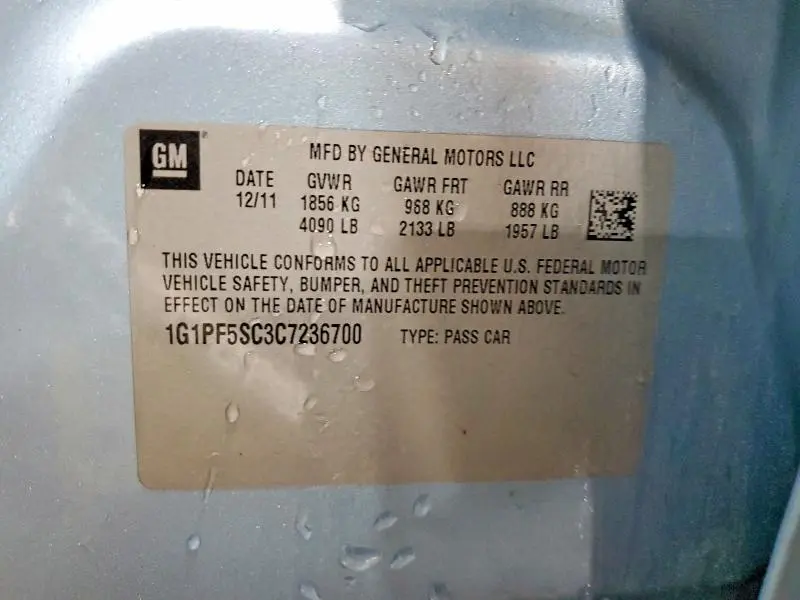 GM
MFD BY GENERAL MOTORS LLC
DATE GVWR GAWR FRT GAWR RR
12/11 1856 KG 968 KG 888 KG
4090 LB 2133 LB 1957 LB
THIS VEHICLE CONFORMS TO ALL APPLICABLE U.S. FEDERAL MOTOR
VEHICLE SAFETY, BUMPER, AND THEFT PREVENTION STANDARDS IN
EFFECT ON THE DATE OF MANUFACTURE SHOWN ABOVE.
1G1PF5SC3C7236700 TYPE: PASS CAR